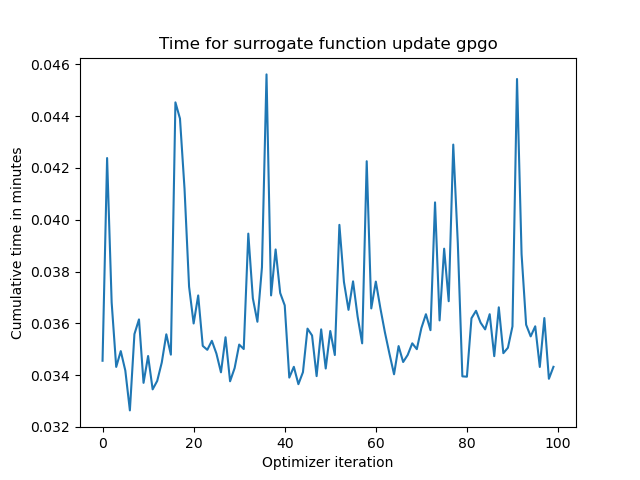 Time for surrogate function update gpgo
0.046
0.044
0.042
0.040
0.038
0.036
0.034
0.032
Cumulative time in minutes
0 20 40 60 80 100
Optimizer iteration